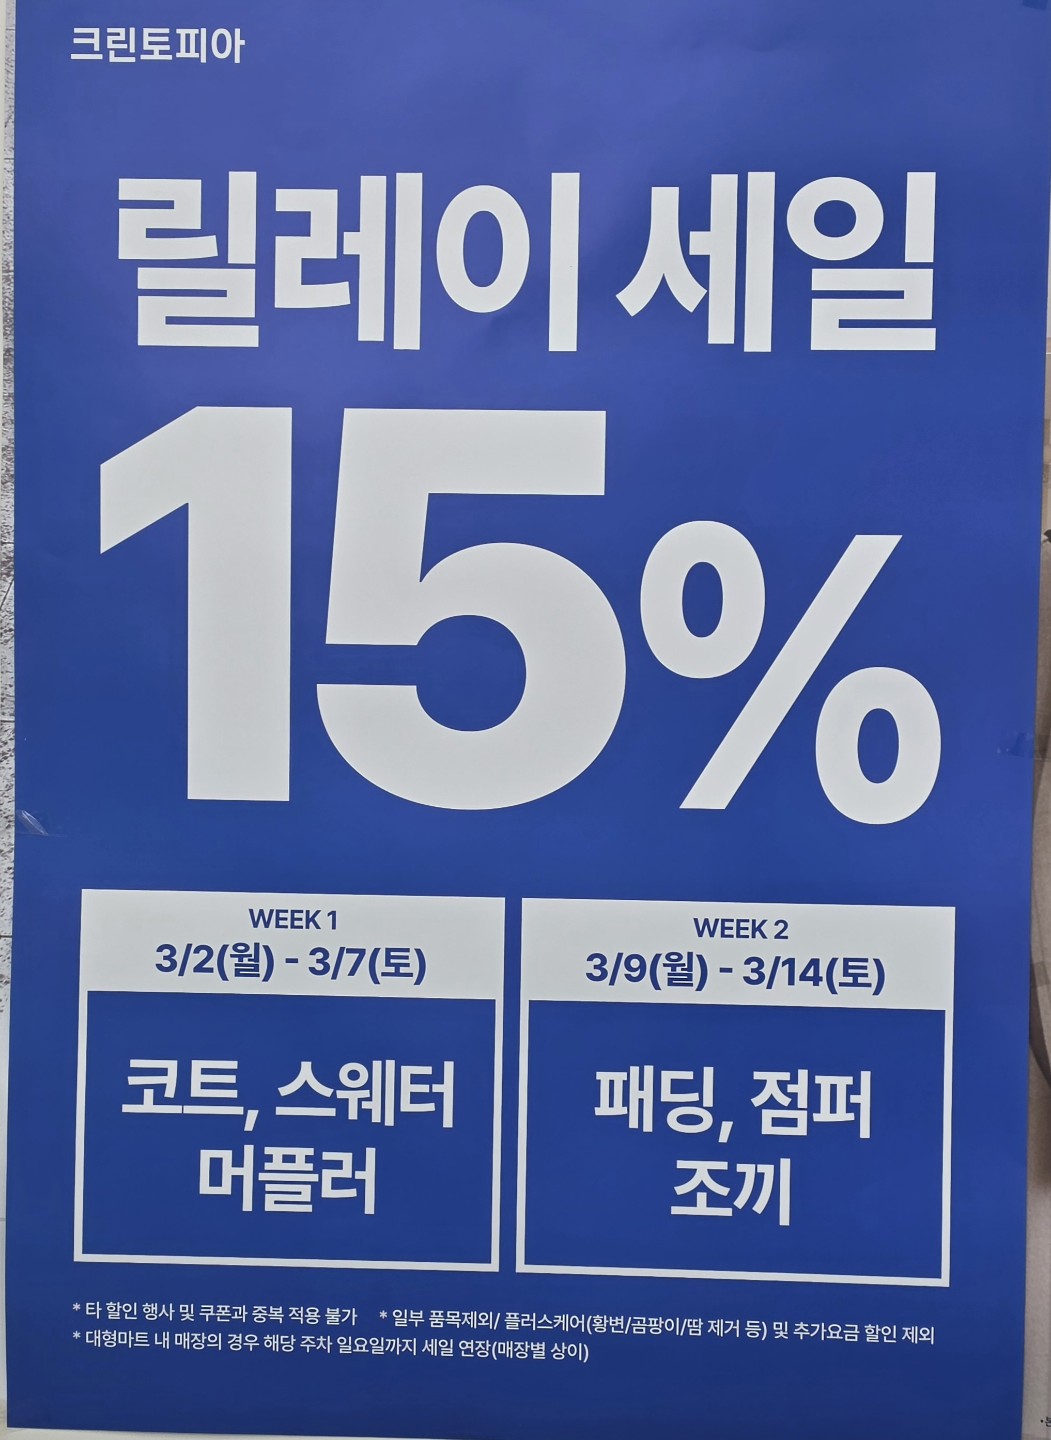 크린토피아
릴레이 세일
15%
WEEK 1
3/2(월) - 3/7(토)
코트, 스웨터
머플러
WEEK 2
3/9(월) - 3/14(토)
패딩, 점퍼
조끼
* 타 할인 행사 및 쿠폰과 중복 적용 불가 * 일부 품목제외/ 플러스케어(황변/곰팡이/땀 제거 등) 및 추가요금 할인 제외
* 대형마트 내 매장의 경우 해당 주차 일요일까지 세일 연장(매장별 상이)